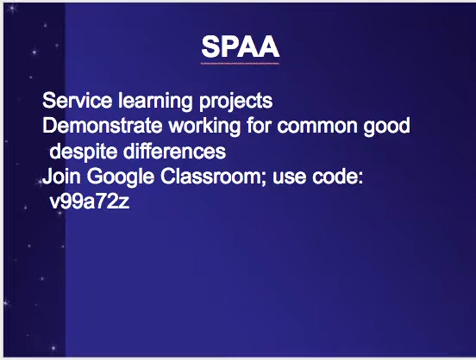 SPAA
Service learning projects
Demonstrate working for common good
despite differences
Join Google Classroom; use code:
v99a72z